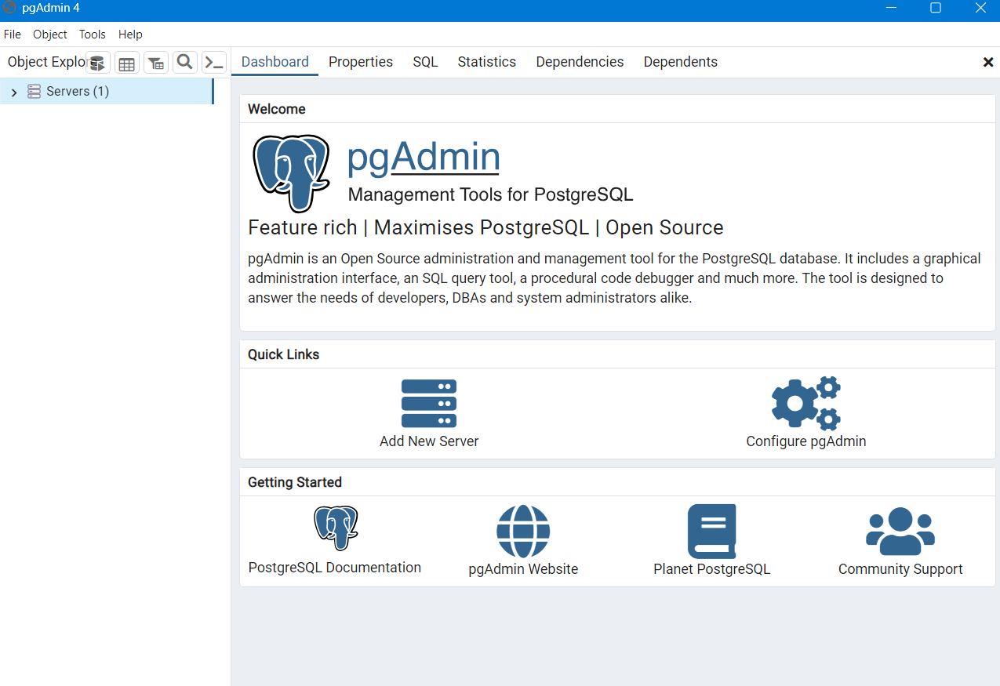 pgAdmin 4
File Object Tools Help
Object Explo
Dashboard Properties SQL Statistics Dependencies Dependents
Servers (1)
Welcome
pgAdmin
Management Tools for PostgreSQL
Feature rich | Maximises PostgreSQL | Open Source
pgAdmin is an Open Source administration and management tool for the PostgreSQL database. It includes a graphical
administration interface, an SQL query tool, a procedural code debugger and much more. The tool is designed to
answer the needs of developers, DBAs and system administrators alike.
Quick Links
Add New Server Configure pgAdmin
Getting Started
PostgreSQL Documentation pgAdmin Website Planet PostgreSQL Community Support